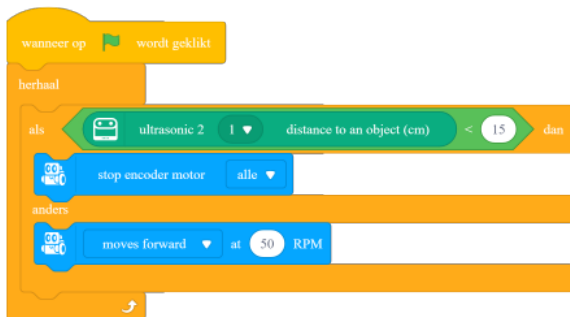 wanneer op wordt geklikt
herhaal
als ultrasonic 2 1 distance to an object (cm) < 15 dan
stop encoder motor alle
anders
moves forward at 50 RPM